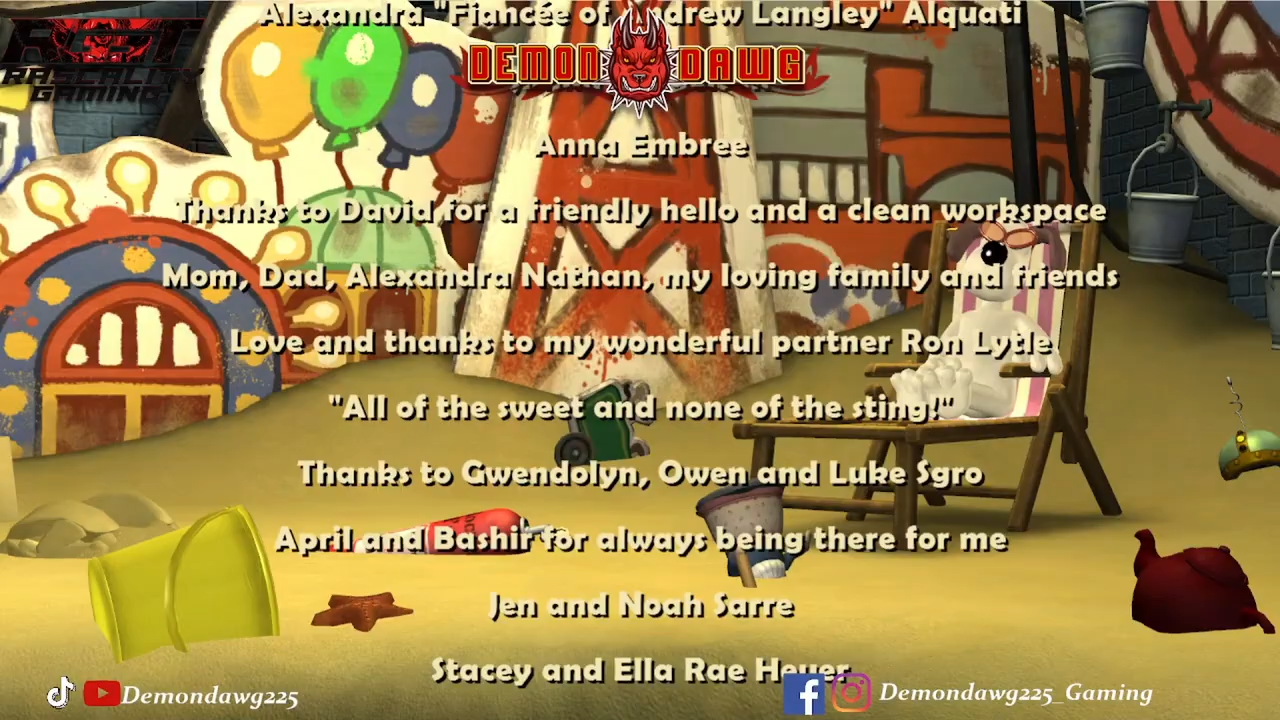 Alexandra "Fiancée of Andrew Langley" Alquati
RG
RASCALITY
GAMING
DEMON DAWG
Anna Embree
Thanks to David for a friendly hello and a clean workspace
Mom, Dad, Alexandra Nathan, my loving family and friends
Love and thanks to my wonderful partner Ron Lytle
"All of the sweet and none of the sting!"
Thanks to Gwendolyn, Owen and Luke Sgro
April and Bashir for always being there for me
Jen and Noah Sarre
Stacey and Ella Rae Heuer
Demondawg225
Demondawg225_Gaming